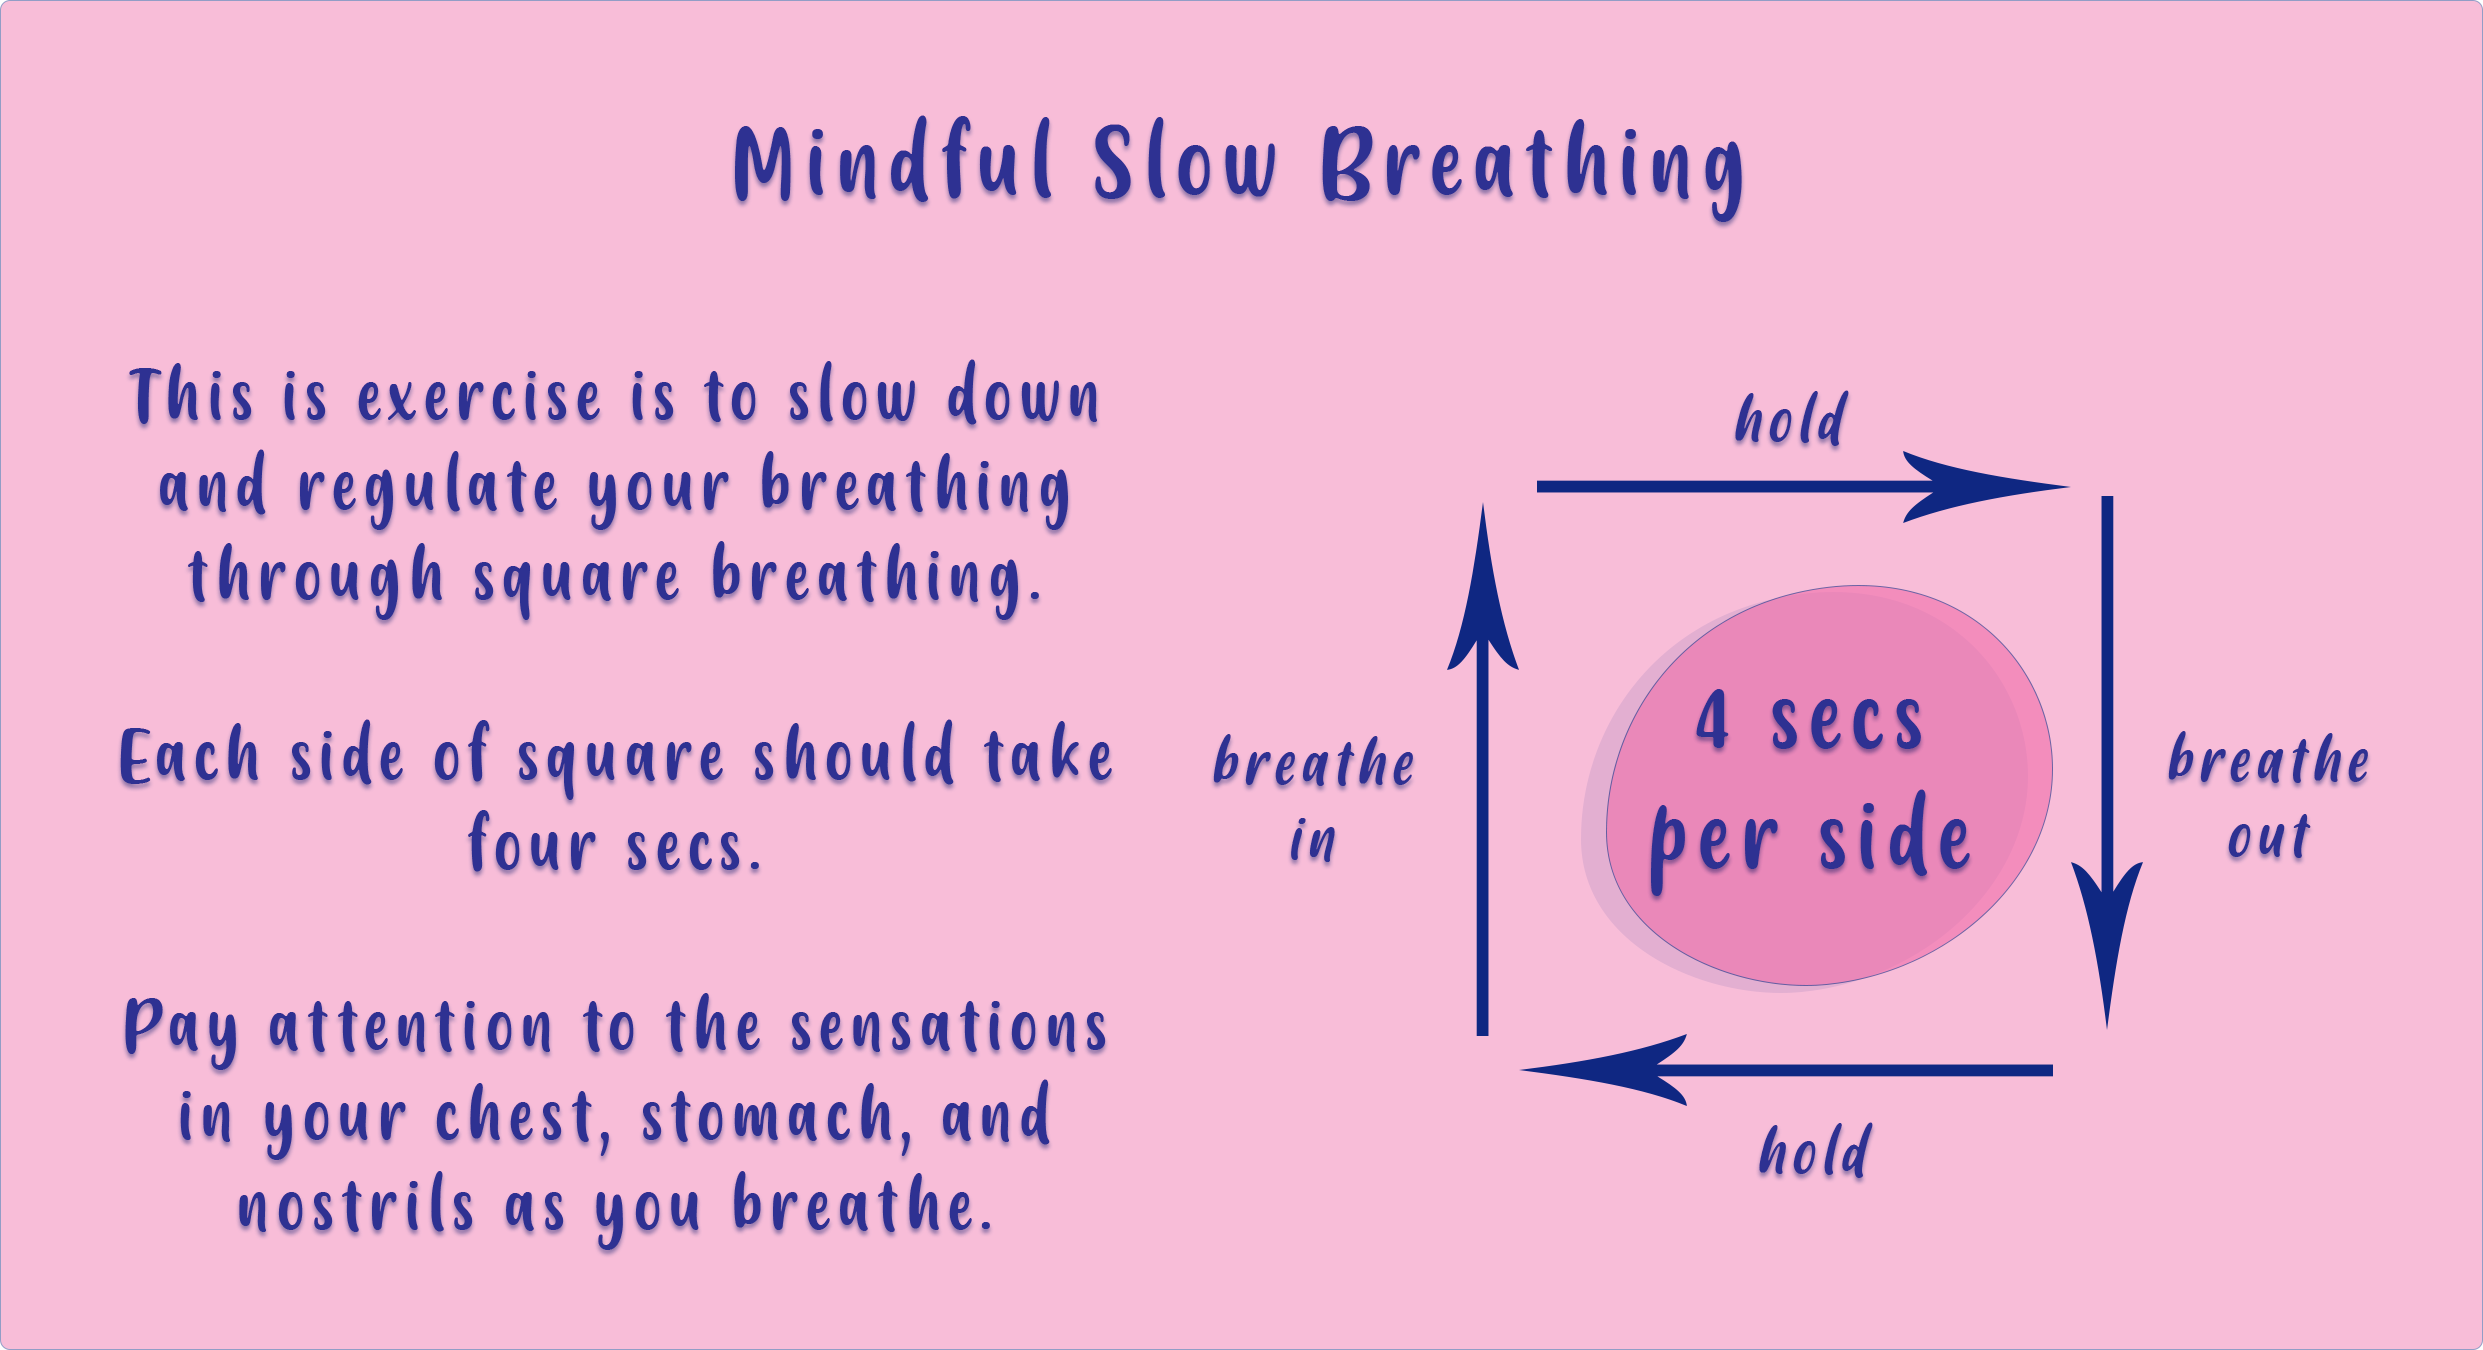 Mindful Slow Breathing
This is exercise is to slow down
and regulate your breathing
through square breathing.
Each side of square should take
four secs.
Pay attention to the sensations
in your chest, stomach, and
nostrils as you breathe.
hold
breathe
in
4 secs
per side
breathe
out
hold